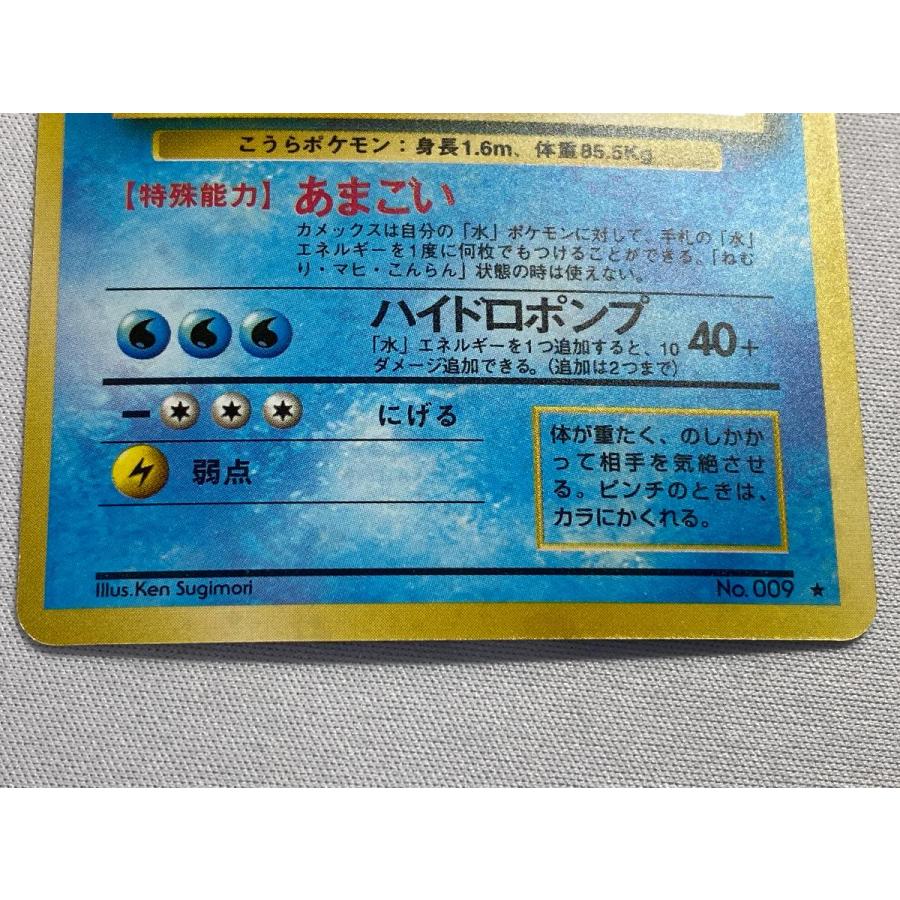 こうらポケモン：身長1.6m、体重85.5Kg
【特殊能力】あまごい
カメックスは自分の「水」ポケモンに対して、手札の「水」
エネルギーを1度に何枚でもつけることができる、「ねむ
り・マヒ・こんらん」状態の時は使えない。
ハイドロポンプ
「水」エネルギーを1つ追加すると、10
ダメージ追加できる。（追加は2つまで）
40+
にげる
弱点
体が重たく、のしかか
って相手を気絶させ
る。ピンチのときは、
カラにかくれる。
Illus.Ken Sugimori
No. 009 ★